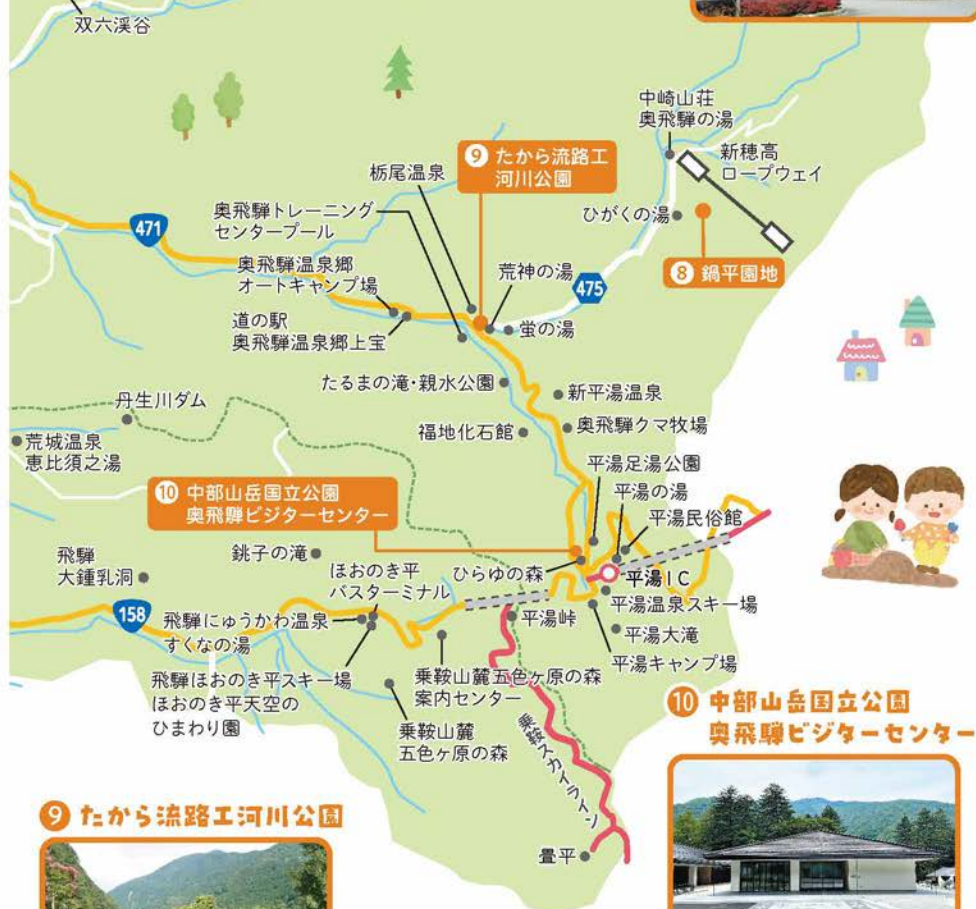 双六溪谷
中崎山荘
奥飛騨の湯
新穂高
ロープウェイ
9 たから流路工
河川公園
栃尾温泉
ひがくの湯
奥飛騨トレーニング
センタープール
471
8 鍋平園地
奥飛騨温泉郷
オートキャンプ場
荒神の湯
475
道の駅
奥飛騨温泉郷上宝
蛍の湯
たるまの滝・親水公園
新平湯温泉
丹生川ダム
奥飛騨クマ牧場
福地化石館
荒城温泉
恵比須之湯
平湯足湯公園
10 中部山岳国立公園
奥飛騨ビジターセンター
平湯の湯
平湯民俗館
銚子の滝
飛騨
大鍾乳洞
ほおのき平
バスターミナル
ひらゆの森
平湯IC
平湯温泉スキー場
158
飛騨にゅうかわ温泉
すくなの湯
平湯峠
平湯大滝
平湯キャンプ場
飛騨ほおのき平スキー場
ほおのき平天空の
ひまわり園
乗鞍山麓五色ヶ原の森
案内センター
乗鞍山麓
五色ヶ原の森
乗鞍スカイライン
10 中部山岳国立公園
奥飛騨ビジターセンター
9 たから流路工河川公園
畳平